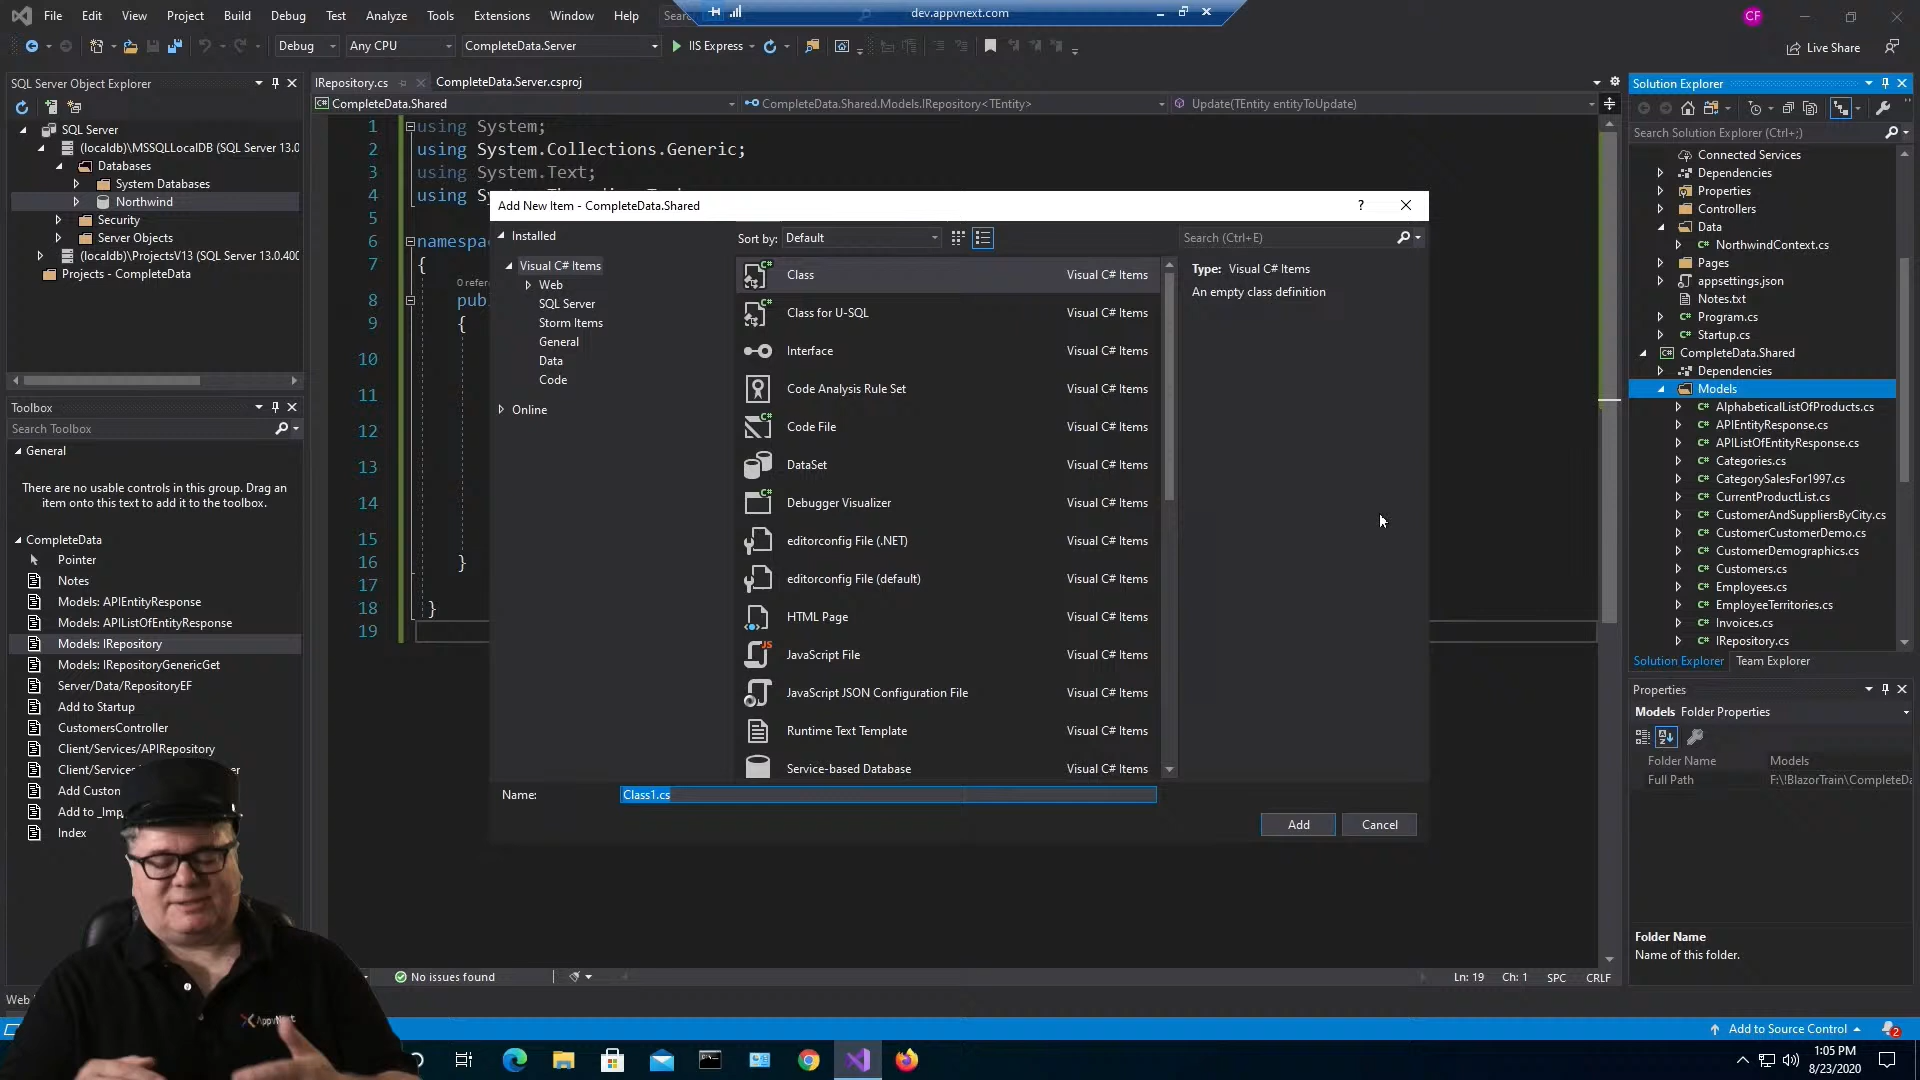 File Edit View Project Build Debug Test Analyze Tools Extensions Window Help
dev.appvnext.com
CF
Debug Any CPU CompleteData.Server IIS Express
Live Share
SQL Server Object Explorer
SQL Server
(localdb)\MSSQLLocalDB (SQL Server 13.0
Databases
System Databases
Northwind
Security
Server Objects
(localdb)\ProjectsV13 (SQL Server 13.0.400
Projects - CompleteData
Toolbox
Search Toolbox
General
There are no usable controls in this group. Drag an
item onto this text to add it to the toolbox.
CompleteData
Pointer
Notes
Models: APIEntityResponse
Models: APIListOfEntityResponse
Models: IRepository
Models: IRepositoryGenericGet
Server/Data/RepositoryEF
Add to Startup
CustomersController
Client/Services/APIRepository
Client/Services
Add
Add to
Index
AppvNext
IRepository.cs CompleteData.Server.csproj
CompleteData.Shared CompleteData.Shared.Models.IRepository<TEntity> Update(TEntity entityToUpdate)
1 using System;
2 using System.Collections.Generic;
3 using System.Text;
4 using
5
6
7 {
0
8
9 {
10
11
12
13
14
15
16 }
17
18 }
19
Add New Item - CompleteData.Shared
?
Installed
Visual C# Items
Web
SQL Server
Storm Items
General
Data
Code
Online
Sort by: Default
Search (Ctrl+E)
Class Visual C# Items
Class for U-SQL Visual C# Items
Interface Visual C# Items
Code Analysis Rule Set Visual C# Items
Code File Visual C# Items
DataSet Visual C# Items
Debugger Visualizer Visual C# Items
editorconfig File (.NET) Visual C# Items
editorconfig File (default) Visual C# Items
HTML Page Visual C# Items
JavaScript File Visual C# Items
JavaScript JSON Configuration File Visual C# Items
Runtime Text Template Visual C# Items
Service-based Database Visual C# Items
Type: Visual C# Items
An empty class definition
Name: Class1.cs
Add Cancel
No issues found
Ln: 19 Ch: 1 SPC CRLF
Solution Explorer
Search Solution Explorer (Ctrl+;)
Connected Services
Dependencies
Properties
Controllers
Data
NorthwindContext.cs
Pages
appsettings.json
Notes.txt
Program.cs
Startup.cs
CompleteData.Shared
Dependencies
Models
AlphabeticalListOfProducts.cs
APIEntityResponse.cs
APIListOfEntityResponse.cs
Categories.cs
CategorySalesFor1997.cs
CurrentProductList.cs
CustomerAndSuppliersByCity.cs
CustomerCustomerDemo.cs
CustomerDemographics.cs
Customers.cs
Employees.cs
EmployeeTerritories.cs
Invoices.cs
IRepository.cs
Solution Explorer Team Explorer
Properties
Models Folder Properties
Folder Name Models
Full Path F:\!BlazorTrain\CompleteDa
Folder Name
Name of this folder.
Web
Add to Source Control
2
1:05 PM
8/23/2020